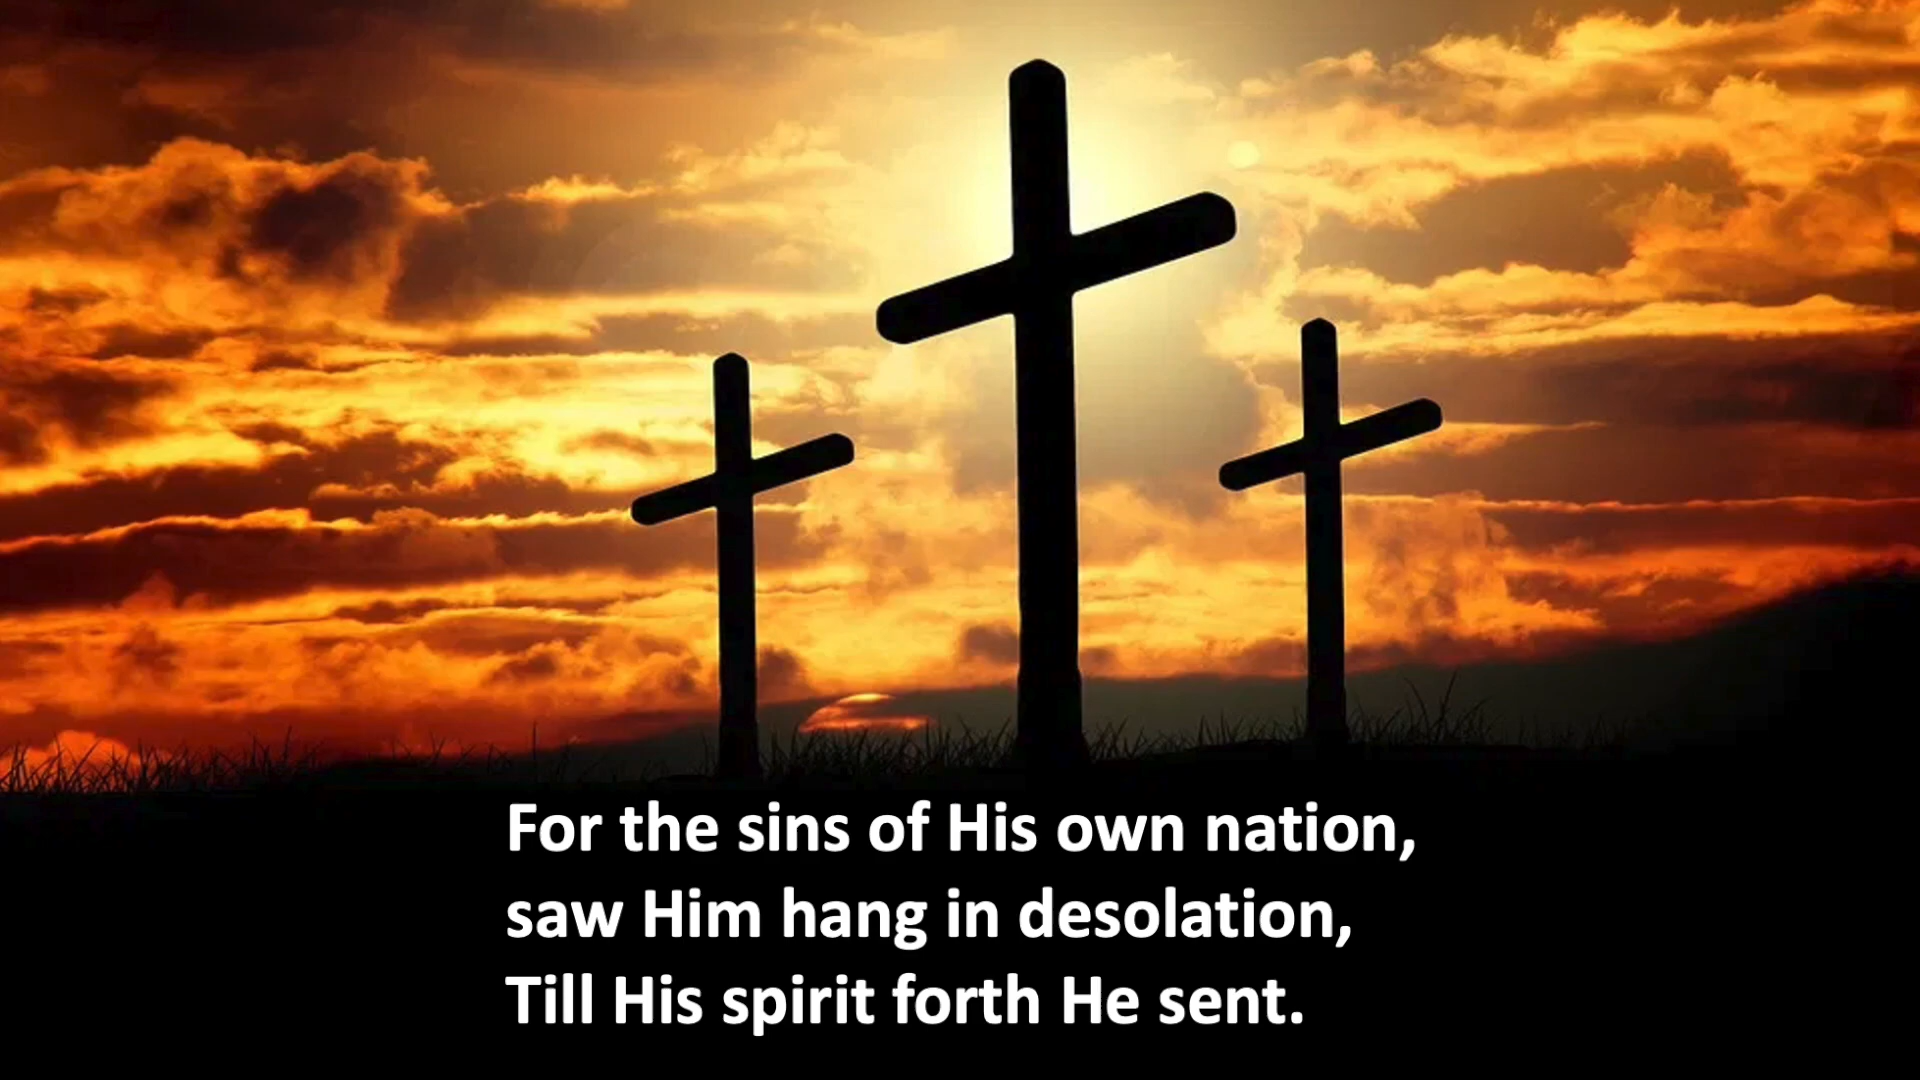 For the sins of His own nation,
saw Him hang in desolation,
Till His spirit forth He sent.